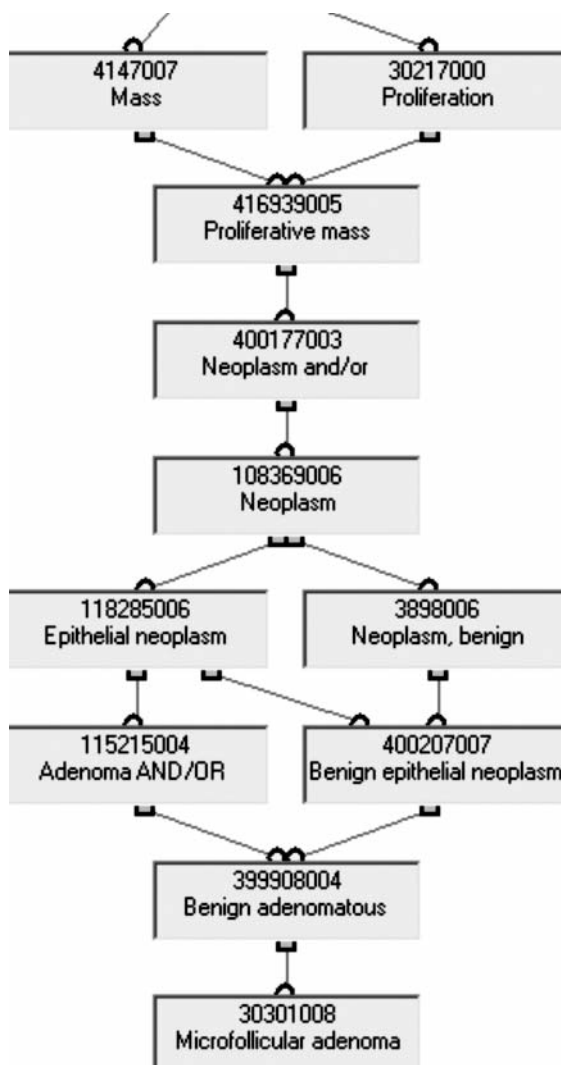 4147007
Mass
30217000
Proliferation
416939005
Proliferative mass
400177003
Neoplasm and/or
108369006
Neoplasm
118285006
Epithelial neoplasm
3898006
Neoplasm, benign
115215004
Adenoma AND/OR
400207007
Benign epithelial neoplasm
399908004
Benign adenomatous
30301008
Microfollicular adenoma